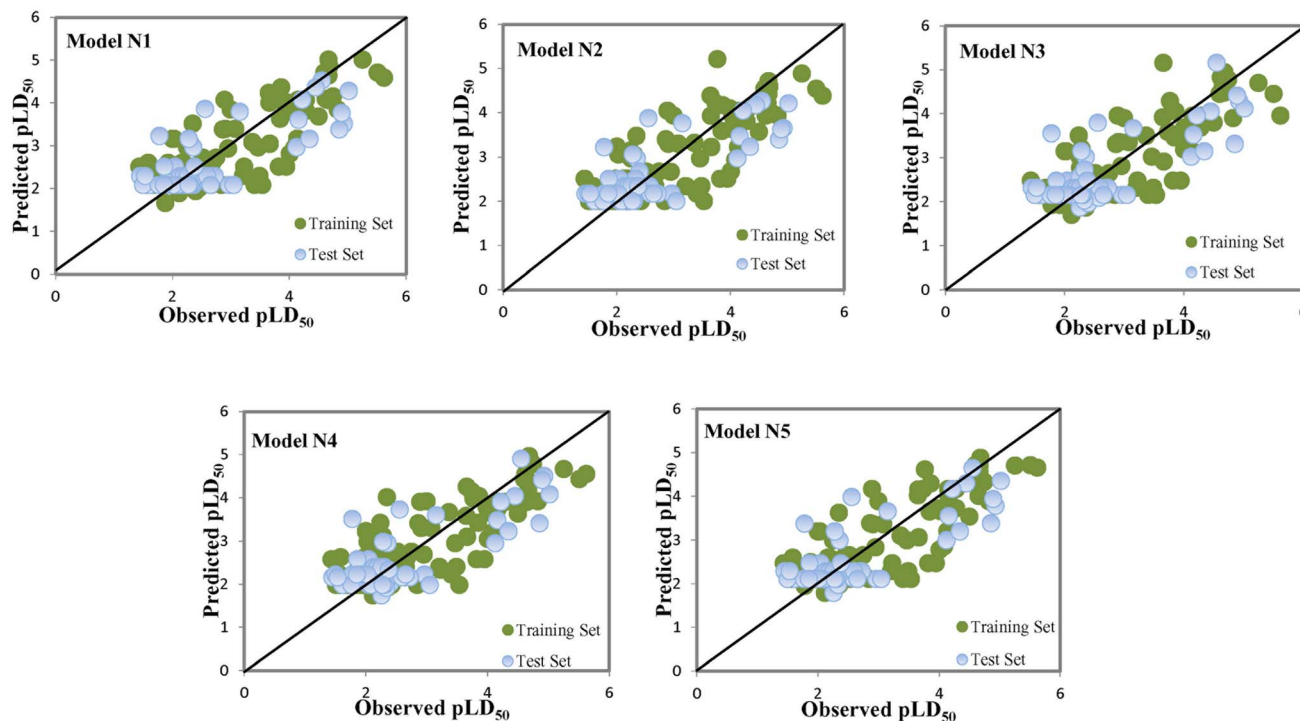 Model N1
6
5
4
3
2
1
0
Predicted pLD50
0
2
4
6
Observed pLD50
Training Set
Test Set
Model N2
6
5
4
3
2
1
0
Predicted pLD50
0
2
4
6
Observed pLD50
Training Set
Test Set
Model N3
6
5
4
3
2
1
0
Predicted pLD50
0
2
4
Observed pLD50
Training Set
Test Set
Model N4
6
5
4
3
2
1
0
Predicted pLD50
0
2
4
6
Observed pLD50
Training Set
Test Set
Model N5
6
5
4
3
2
1
0
Predicted pLD50
0
2
4
6
Observed pLD50
Training Set
Test Set